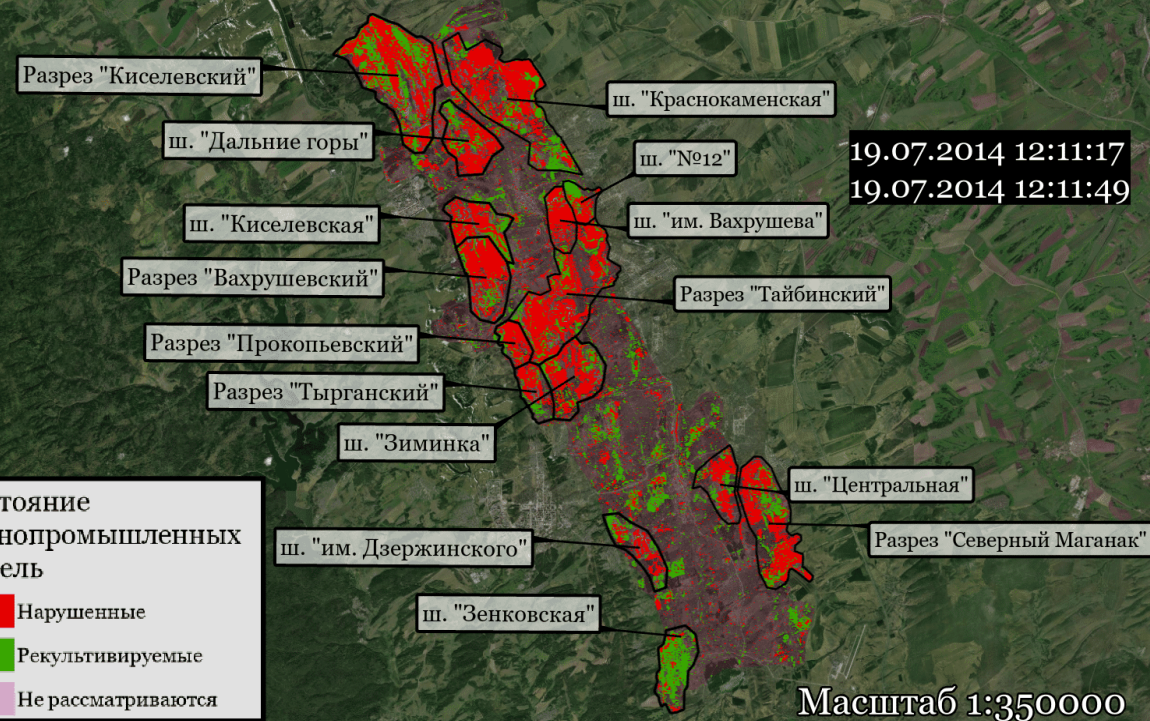 Разрез "Киселевский"
ш. "Краснокаменская"
ш. "Дальние горы"
ш. "№12"
19.07.2014 12:11:17
19.07.2014 12:11:49
ш. "Киселевская"
ш. "им. Вахрушева"
Разрез "Вахрушевский"
Разрез "Тайбинский"
Разрез "Прокопьевский"
Разрез "Тырганский"
ш. "Зиминка"
ш. "Центральная"
Разрез "Северный Маганак"
ш. "им. Дзержинского"
ш. "Зенковская"
тояние
нопромышленных
ель
Нарушенные
Рекультивируемые
Не рассматриваются
Масштаб 1:350000